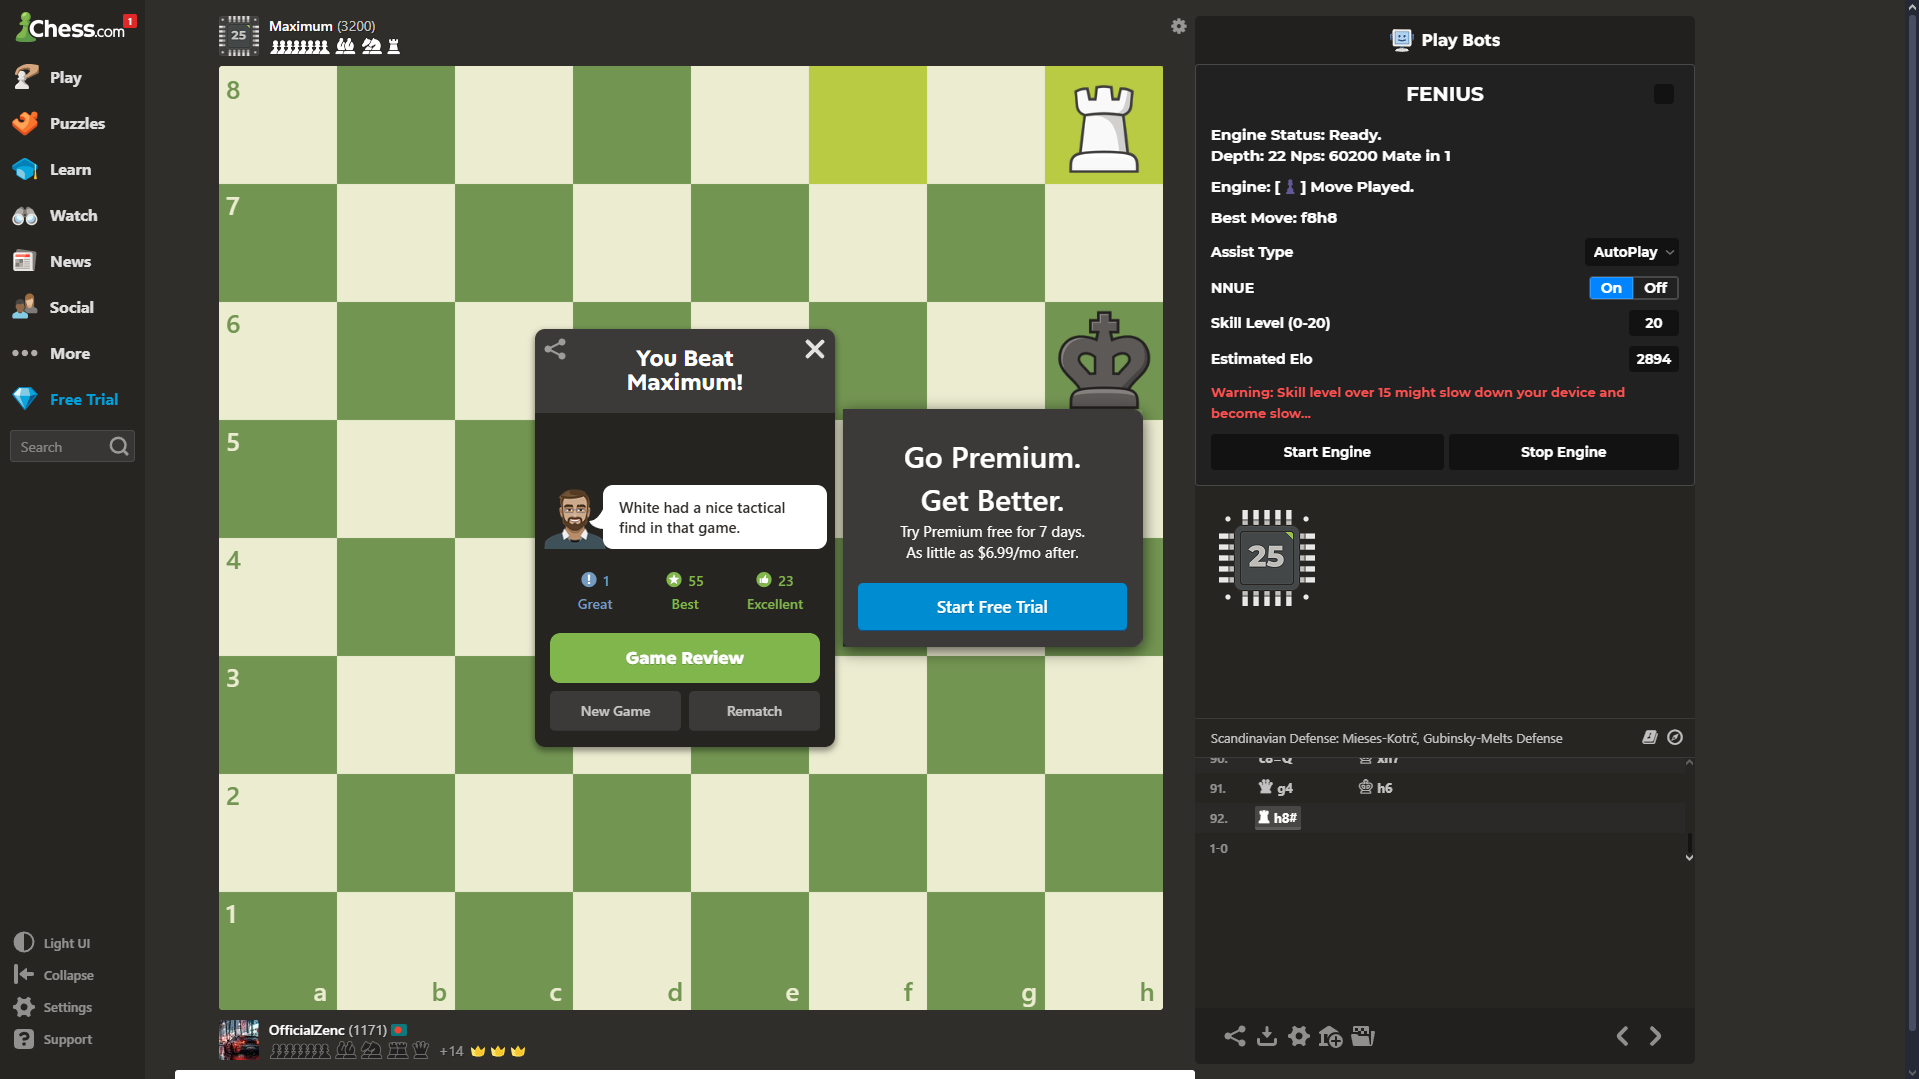 Chess.com
1
Play
Puzzles
Learn
Watch
News
Social
More
Free Trial
Search
Light UI
Collapse
Settings
Support
25
Maximum (3200)
8
7
6
5
4
3
2
1
a b c d e f g h
You Beat
Maximum!
White had a nice tactical
find in that game.
1
Great
55
Best
23
Excellent
Game Review
New Game
Rematch
Go Premium.
Get Better.
Try Premium free for 7 days.
As little as $6.99/mo after.
Start Free Trial
OfficialZenc (1171)
+14
Play Bots
FENIUS
Engine Status: Ready.
Depth: 22 Nps: 60200 Mate in 1
Engine: [ ♟ ] Move Played.
Best Move: f8h8
Assist Type AutoPlay
NNUE On Off
Skill Level (0-20) 20
Estimated Elo 2894
Warning: Skill level over 15 might slow down your device and
become slow...
Start Engine Stop Engine
25
Scandinavian Defense: Mieses-Kotrč, Gubinsky-Melts Defense
90. c8=Q ♔xh7
91. ♛g4 ♔h6
92. ♜h8#
1-0